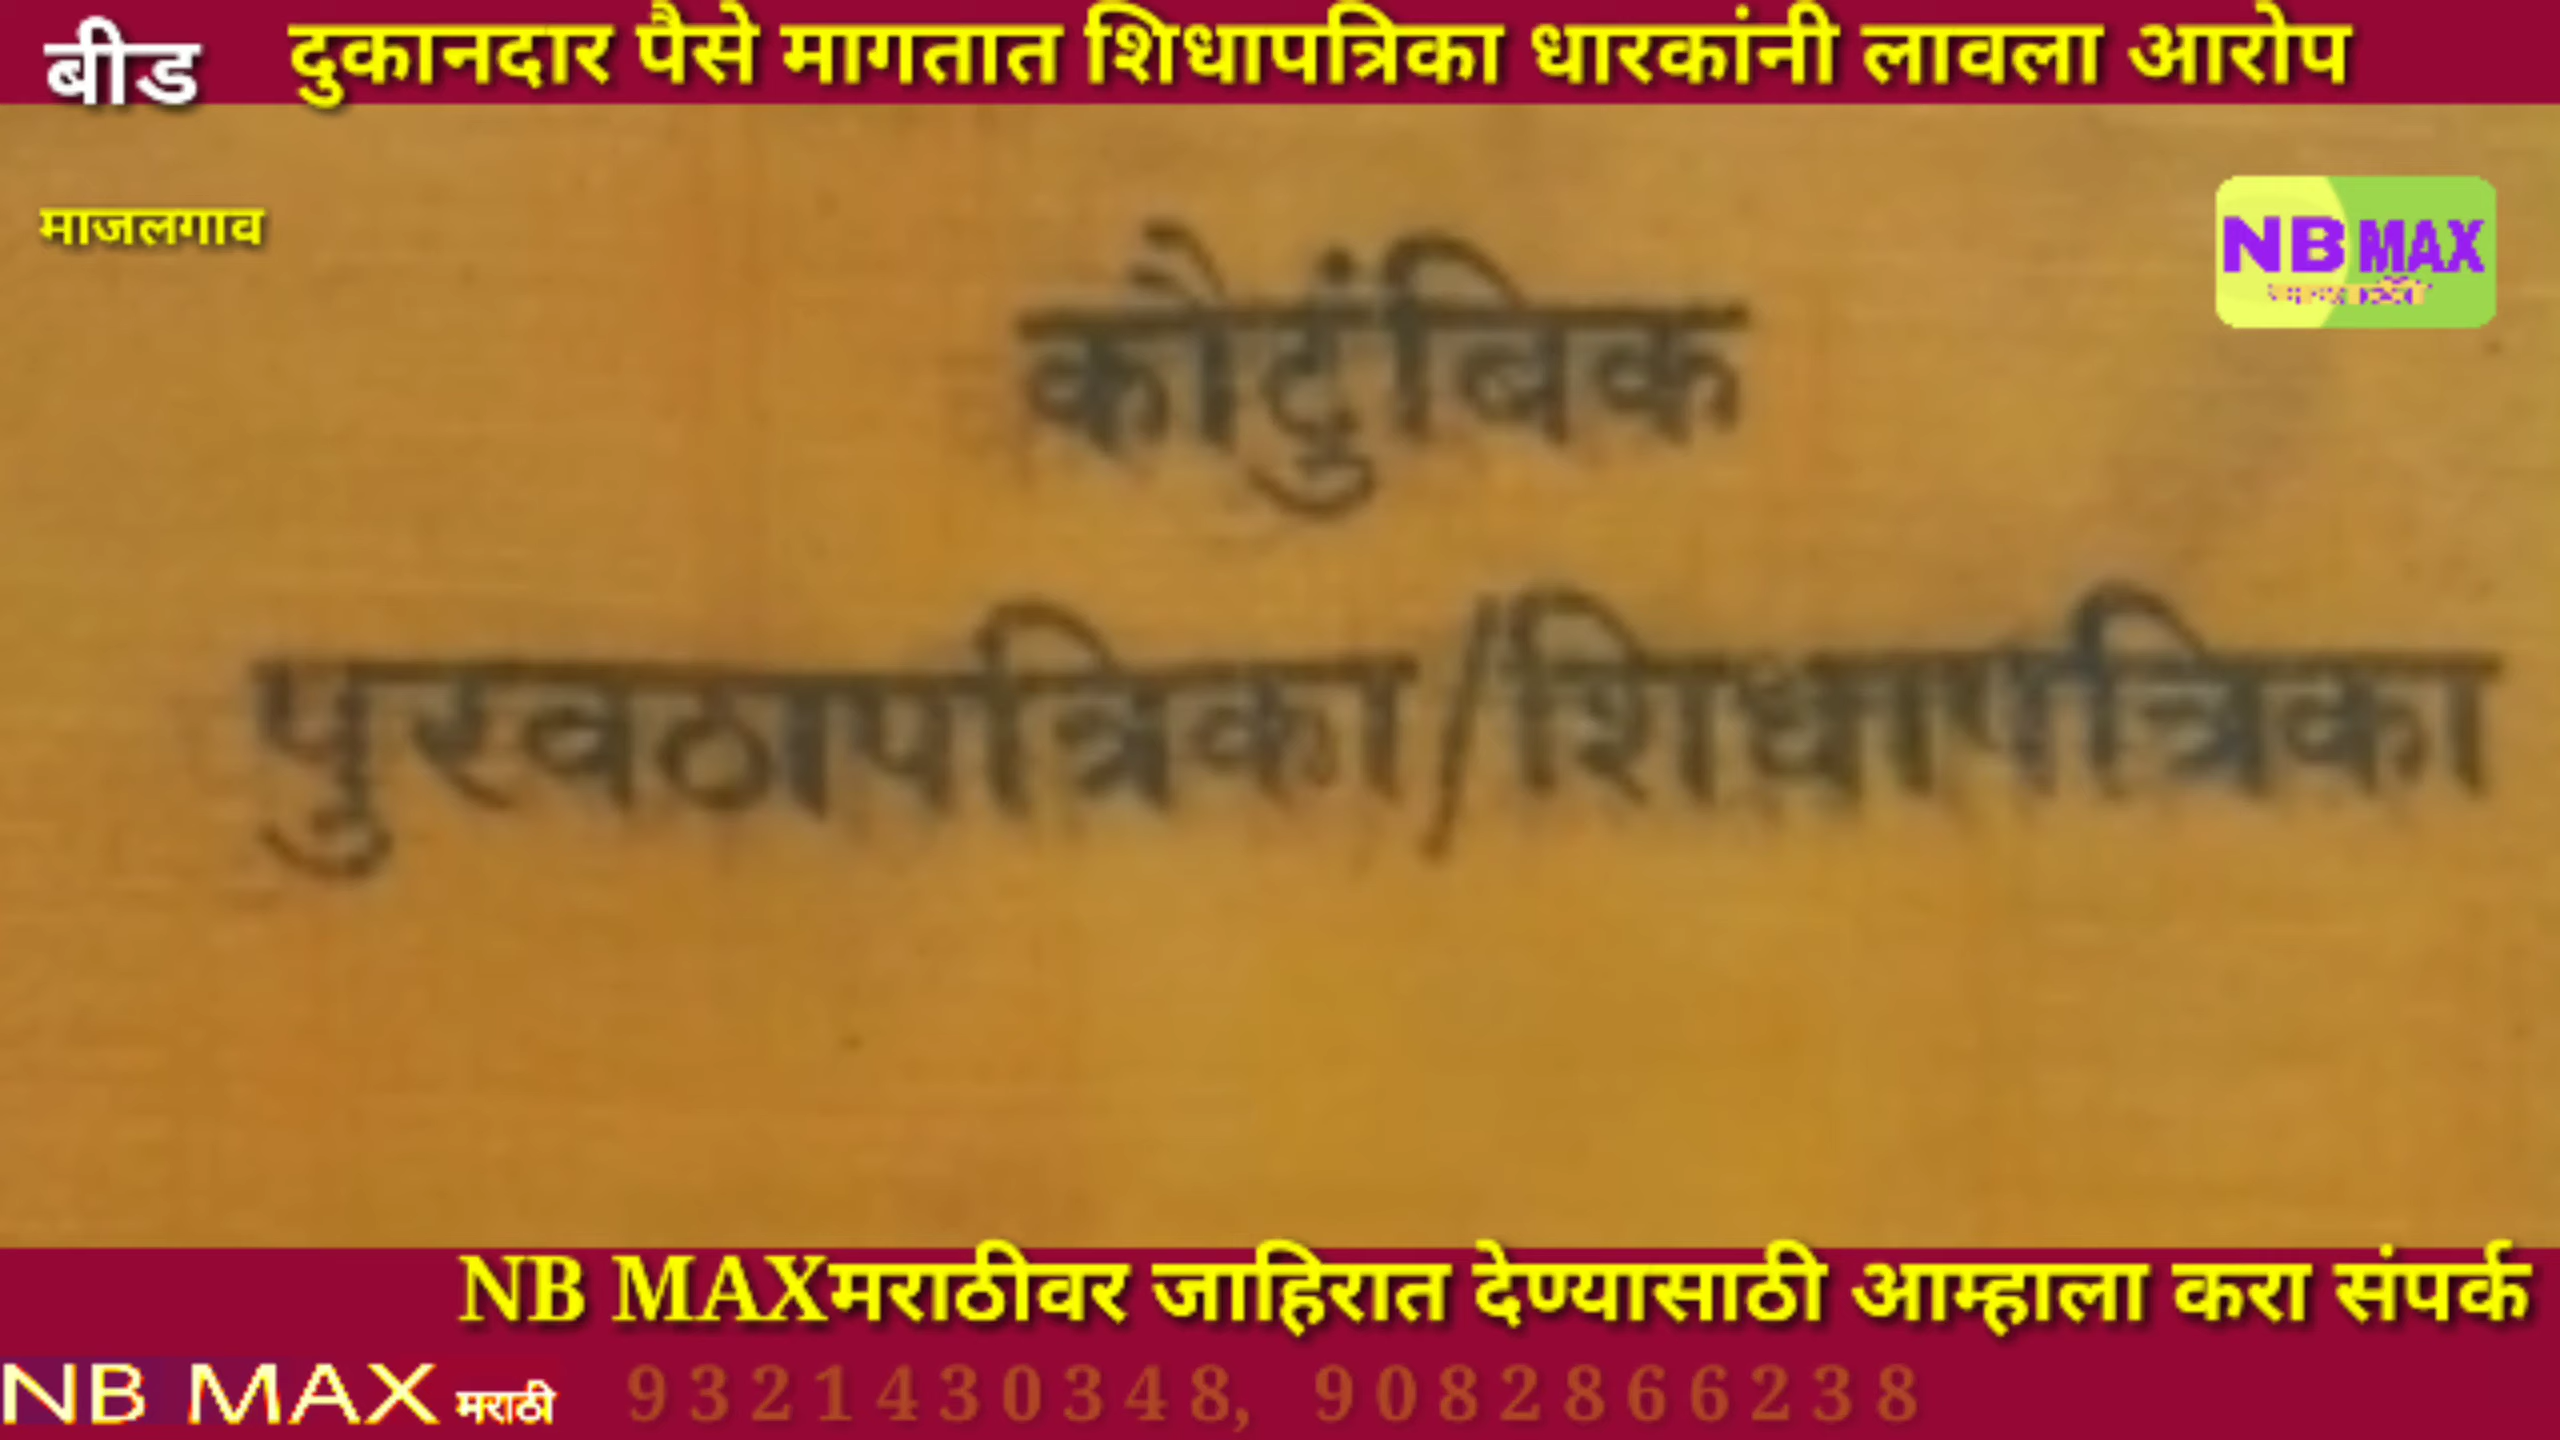 बीड दुकानदार पैसे मागतात शिधापत्रिका धारकांनी लावला आरोप
माजलगाव
NB MAX
कौटुंबिक
पुरवठापत्रिका/शिधापत्रिका
NB MAXमराठीवर जाहिरात देण्यासाठी आम्हाला करा संपर्क
NB MAX मराठी 9321430348, 9082866238